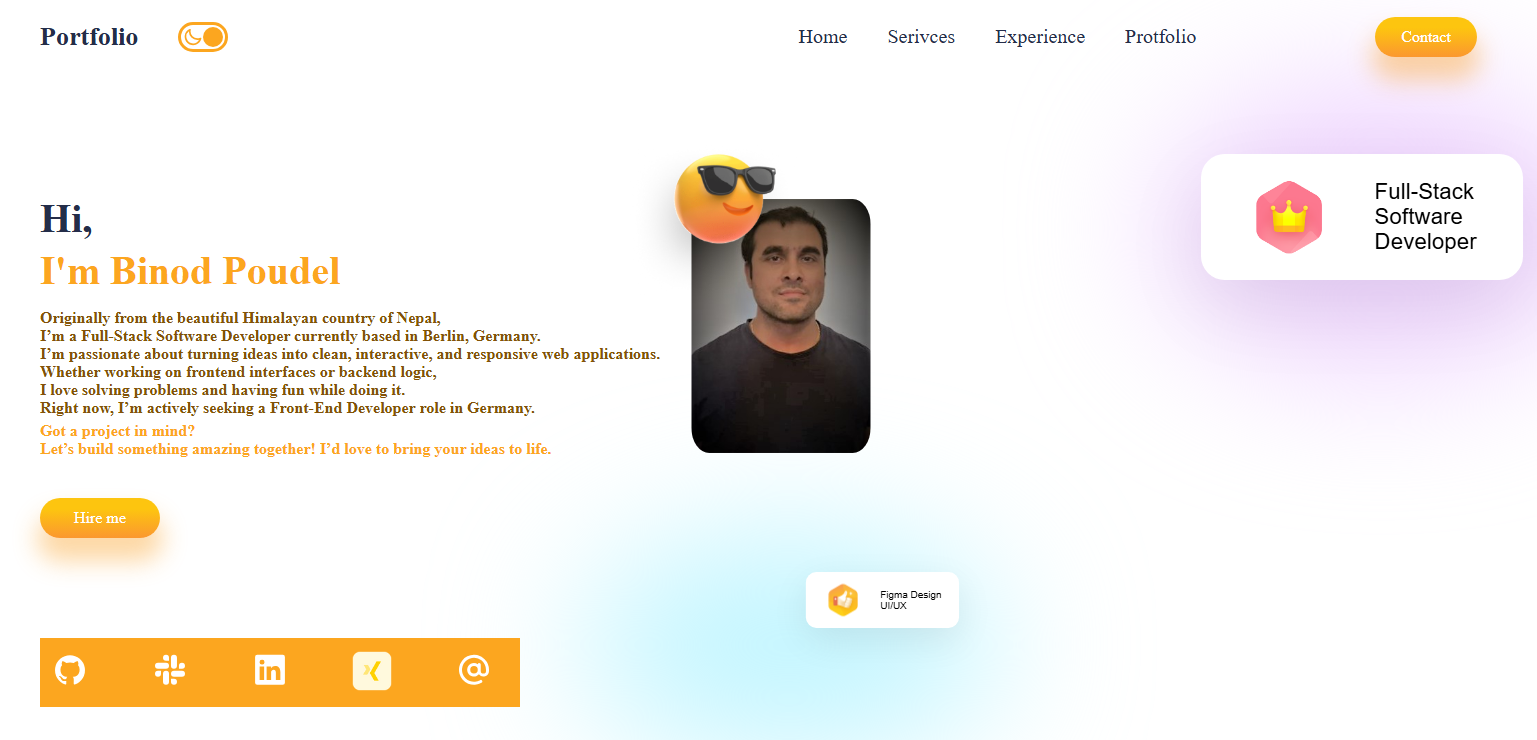 Portfolio
Home Serivces Experience Protfolio
Contact
Hi,
I'm Binod Poudel
Originally from the beautiful Himalayan country of Nepal,
I’m a Full-Stack Software Developer currently based in Berlin, Germany.
I’m passionate about turning ideas into clean, interactive, and responsive web applications.
Whether working on frontend interfaces or backend logic,
I love solving problems and having fun while doing it.
Right now, I’m actively seeking a Front-End Developer role in Germany.
Got a project in mind?
Let’s build something amazing together! I’d love to bring your ideas to life.
Hire me
Full-Stack
Software
Developer
Figma Design
UI/UX